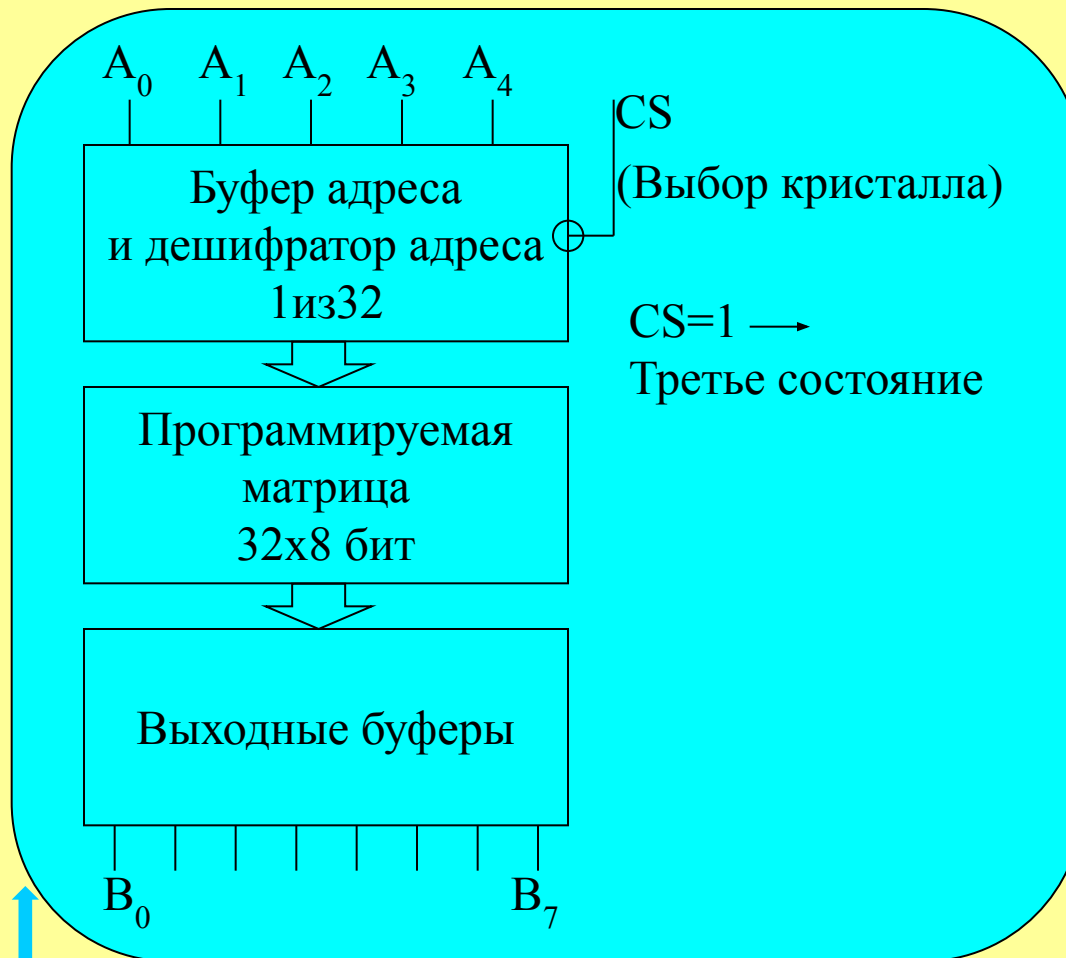 A₀ A₁ A₂ A₃ A₄
CS
(Выбор кристалла)
Буфер адреса
и дешифратор адреса
1из32
CS=1 →
Третье состояние
Программируемая
матрица
32x8 бит
Выходные буферы
B₀ B₇